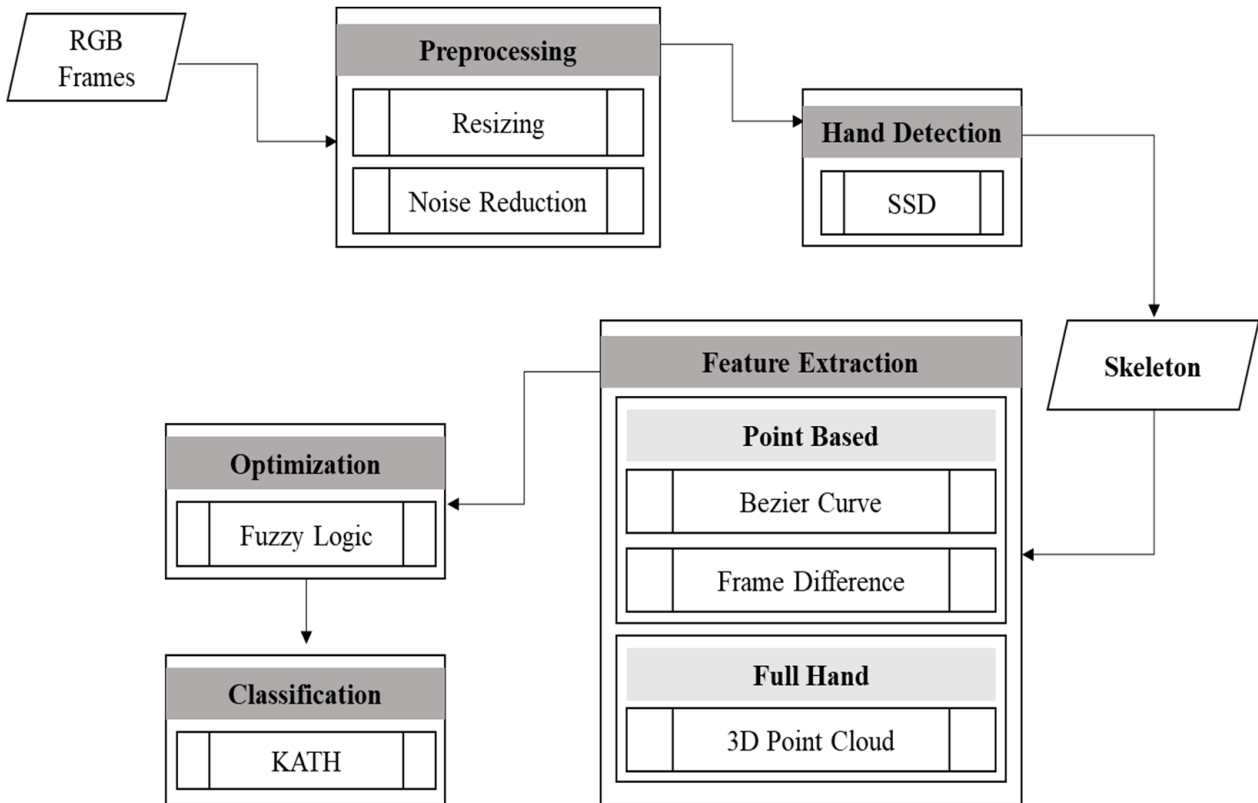 RGB
Frames
Preprocessing
Resizing
Noise Reduction
Hand Detection
SSD
Skeleton
Feature Extraction
Point Based
Bezier Curve
Frame Difference
Full Hand
3D Point Cloud
Optimization
Fuzzy Logic
Classification
KATH